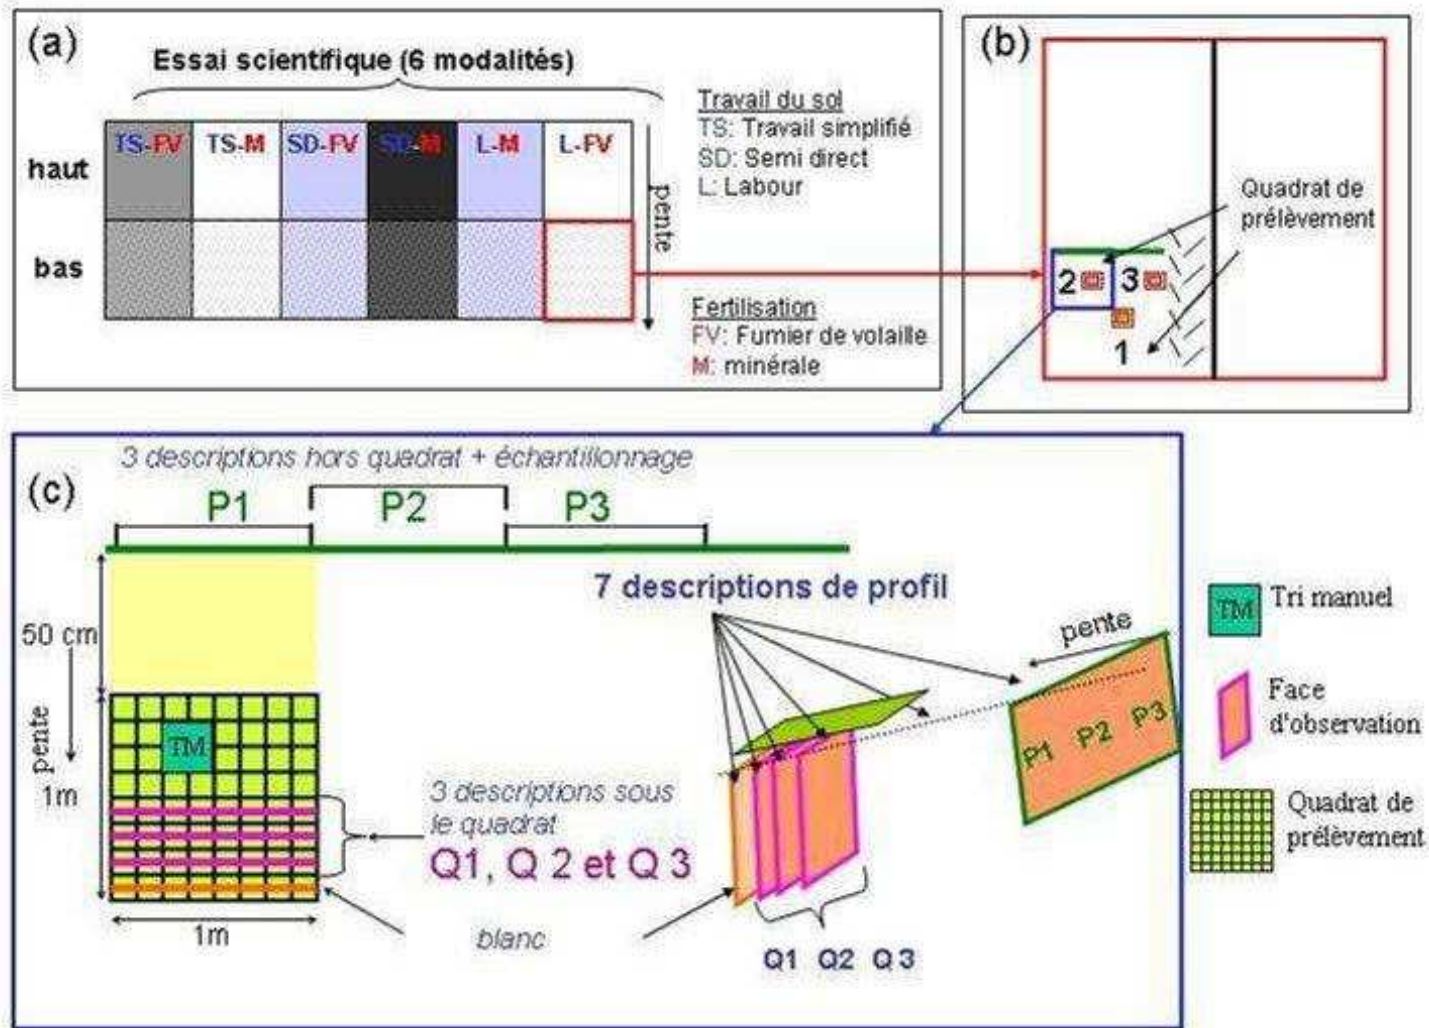 (a)
Essai scientifique (6 modalités)
haut
TS-FV
TS-M
SD-FV
SD-M
L-M
L-FV
bas
pente
Travail du sol
TS: Travail simplifié
SD: Semi direct
L: Labour
Fertilisation
FV: Fumier de volaille
M: minérale
(b)
Quadrat de
prélèvement
2
3
1
(c)
3 descriptions hors quadrat + échantillonnage
P1
P2
P3
50 cm
pente
1m
TM
1m
3 descriptions sous
le quadrat
Q1, Q 2 et Q 3
blanc
7 descriptions de profil
pente
P1 P2 P3
Q1 Q2 Q 3
TM
Tri manuel
Face
d'observation
Quadrat de
prélèvement